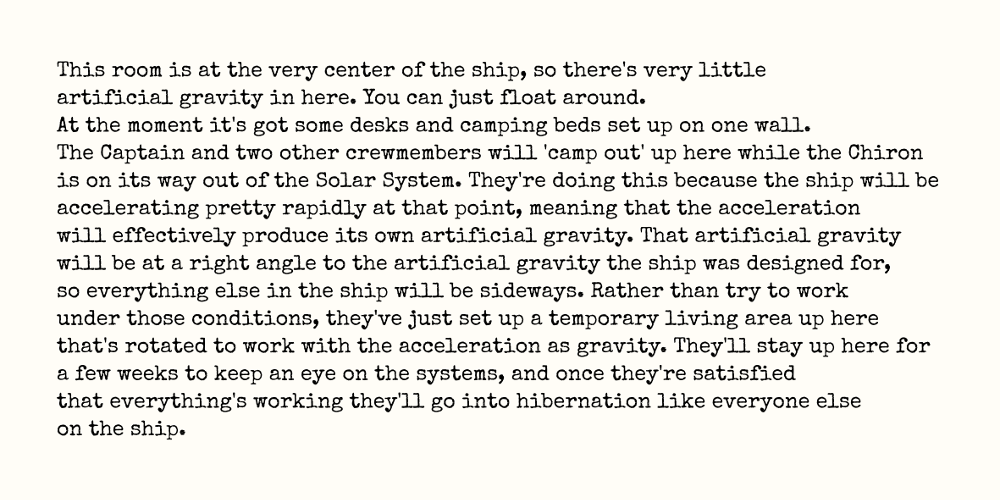 This room is at the very center of the ship, so there's very little
artificial gravity in here. You can just float around.
At the moment it's got some desks and camping beds set up on one wall.
The Captain and two other crewmembers will 'camp out' up here while the Chiron
is on its way out of the Solar System. They're doing this because the ship will be
accelerating pretty rapidly at that point, meaning that the acceleration
will effectively produce its own artificial gravity. That artificial gravity
will be at a right angle to the artificial gravity the ship was designed for,
so everything else in the ship will be sideways. Rather than try to work
under those conditions, they've just set up a temporary living area up here
that's rotated to work with the acceleration as gravity. They'll stay up here for
a few weeks to keep an eye on the systems, and once they're satisfied
that everything's working they'll go into hibernation like everyone else
on the ship.